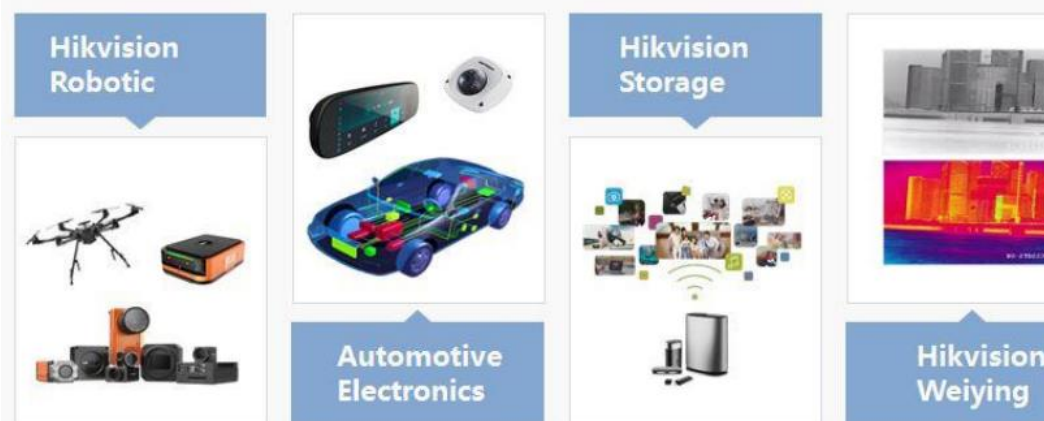 Hikvision
Robotic
Automotive
Electronics
Hikvision
Storage
Hikvision
Weiying